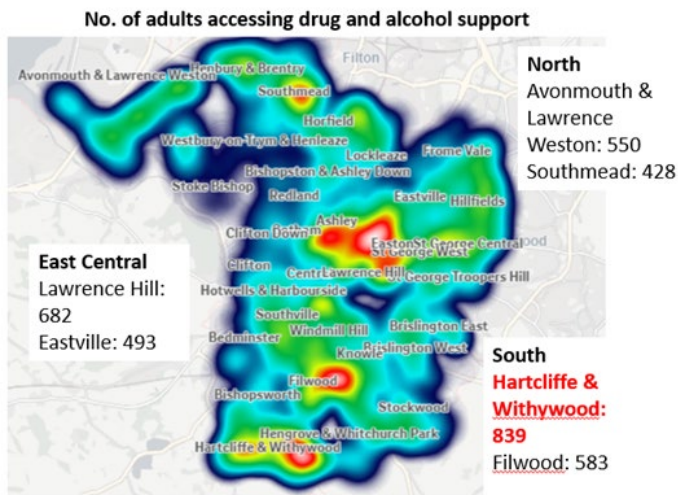 No. of adults accessing drug and alcohol support
Filton
North
Avonmouth &
Lawrence
Weston: 550
Southmead: 428
Avonmouth & Lawrence Weston
Henbury & Brentry
Southmead
Horfield
Westbury-on-Trym & Henleaze
Lockleaze
Frome Vale
Bishopston & Ashley Down
Stoke Bishop
Redland
Eastville
Hillfields
Ashley
Clifton Down
Cotham
Easton
St George Central
St George West
Clifton
Central
Lawrence Hill
St George Troopers Hill
Hotwells & Harbourside
East Central
Lawrence Hill:
682
Eastville: 493
Southville
Windmill Hill
Brislington East
Bedminster
Knowle
Brislington West
Filwood
Bishopsworth
Stockwood
Hengrove & Whitchurch Park
Hartcliffe & Withywood
South
Hartcliffe &
Withywood:
839
Filwood: 583